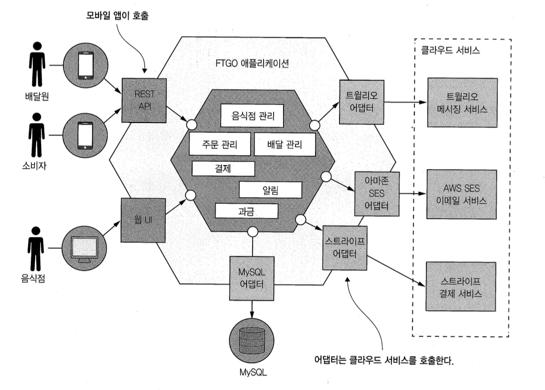 모바일 앱이 호출
클라우드 서비스
FTGO 애플리케이션
배달원
REST
API
트윌리오
어댑터
트윌리오
메시징 서비스
음식점 관리
주문 관리
배달 관리
소비자
결제
알림
아마존
SES
어댑터
AWS SES
이메일 서비스
웹 UI
과금
스트라이프
어댑터
음식점
MySQL
어댑터
스트라이프
결제 서비스
어댑터는 클라우드 서비스를 호출한다.
MySQL